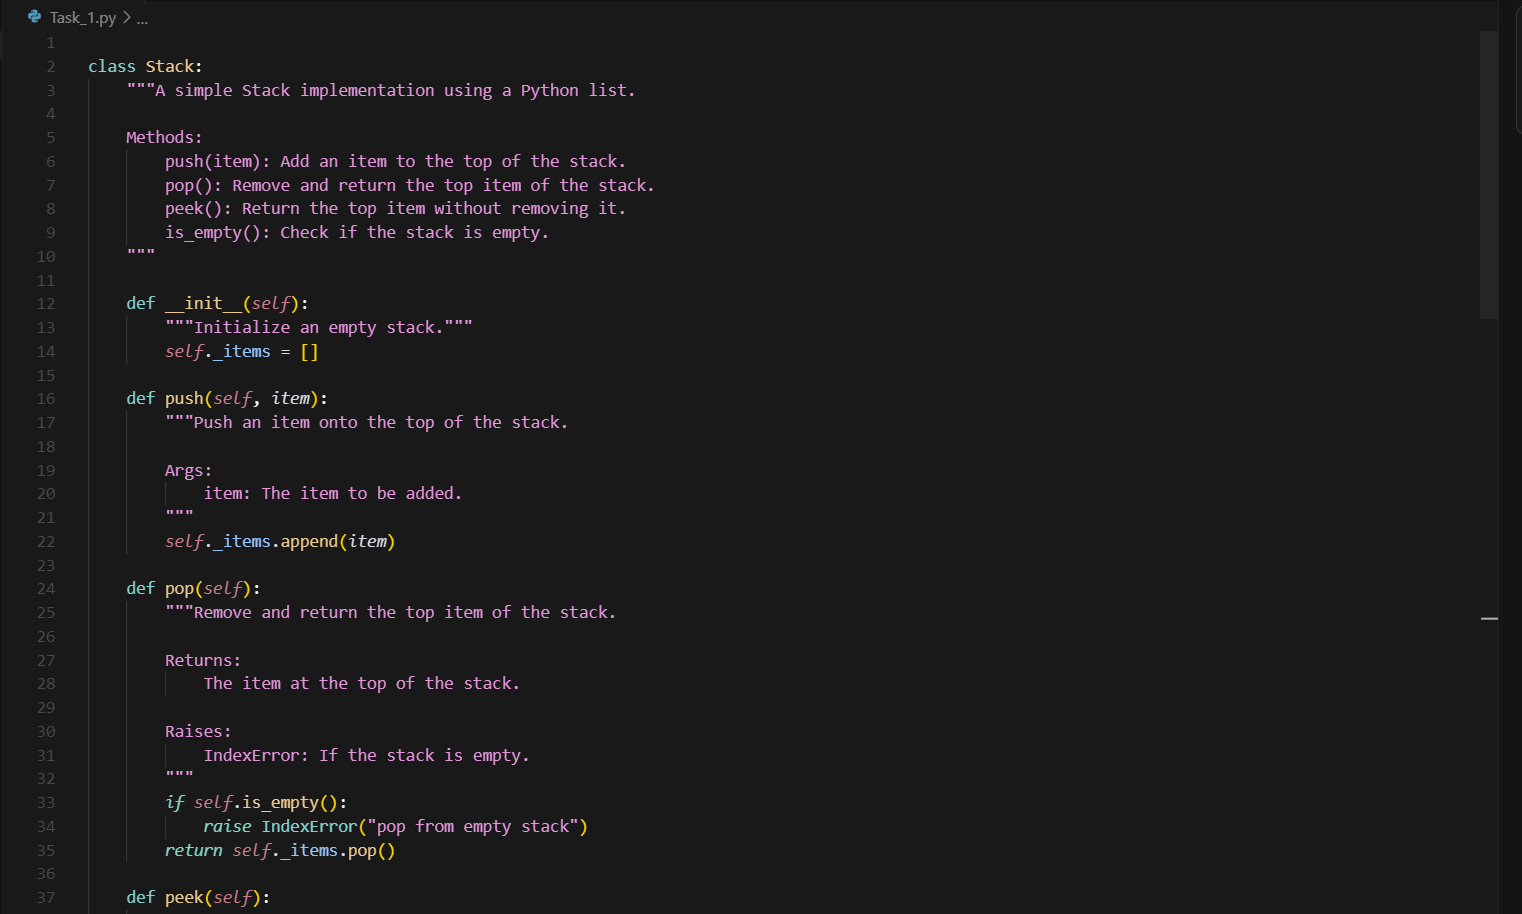 Task_1.py > ...
1
2 class Stack:
3     """A simple Stack implementation using a Python list.
4
5     Methods:
6         push(item): Add an item to the top of the stack.
7         pop(): Remove and return the top item of the stack.
8         peek(): Return the top item without removing it.
9         is_empty(): Check if the stack is empty.
10     """
11
12     def __init__(self):
13         """Initialize an empty stack."""
14         self._items = []
15
16     def push(self, item):
17         """Push an item onto the top of the stack.
18
19         Args:
20             item: The item to be added.
21         """
22         self._items.append(item)
23
24     def pop(self):
25         """Remove and return the top item of the stack.
26
27         Returns:
28             The item at the top of the stack.
29
30         Raises:
31             IndexError: If the stack is empty.
32         """
33         if self.is_empty():
34             raise IndexError("pop from empty stack")
35         return self._items.pop()
36
37     def peek(self):